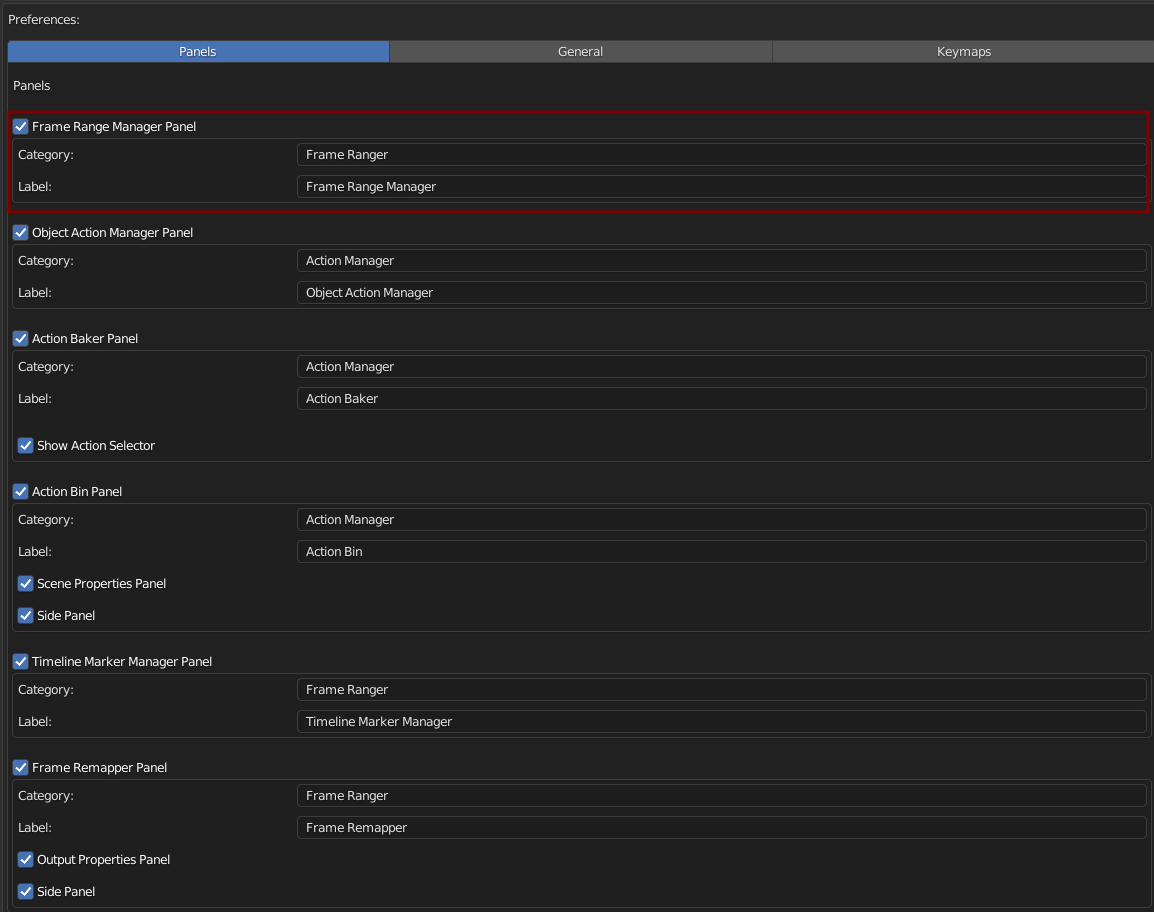 Preferences:
Panels General Keymaps
Panels
Frame Range Manager Panel
Category: Frame Ranger
Label: Frame Range Manager
Object Action Manager Panel
Category: Action Manager
Label: Object Action Manager
Action Baker Panel
Category: Action Manager
Label: Action Baker
Show Action Selector
Action Bin Panel
Category: Action Manager
Label: Action Bin
Scene Properties Panel
Side Panel
Timeline Marker Manager Panel
Category: Frame Ranger
Label: Timeline Marker Manager
Frame Remapper Panel
Category: Frame Ranger
Label: Frame Remapper
Output Properties Panel
Side Panel